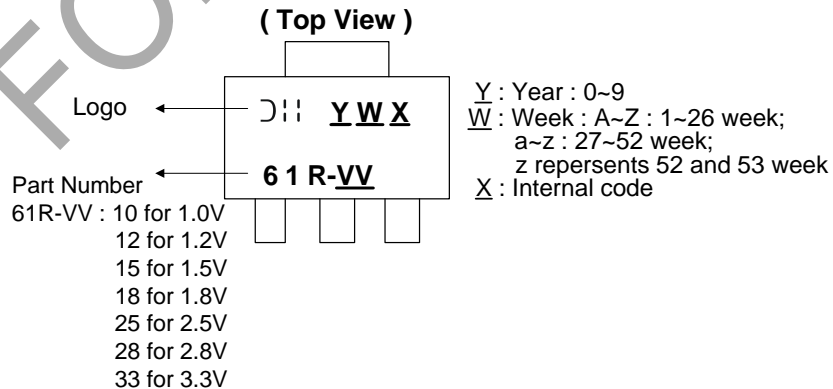 ( Top View )
Logo
Y W X
61R-VV
Y : Year : 0~9
W : Week : A~Z : 1~26 week;
a~z : 27~52 week;
z repersents 52 and 53 week
X : Internal code
Part Number
61R-VV : 10 for 1.0V
12 for 1.2V
15 for 1.5V
18 for 1.8V
25 for 2.5V
28 for 2.8V
33 for 3.3V